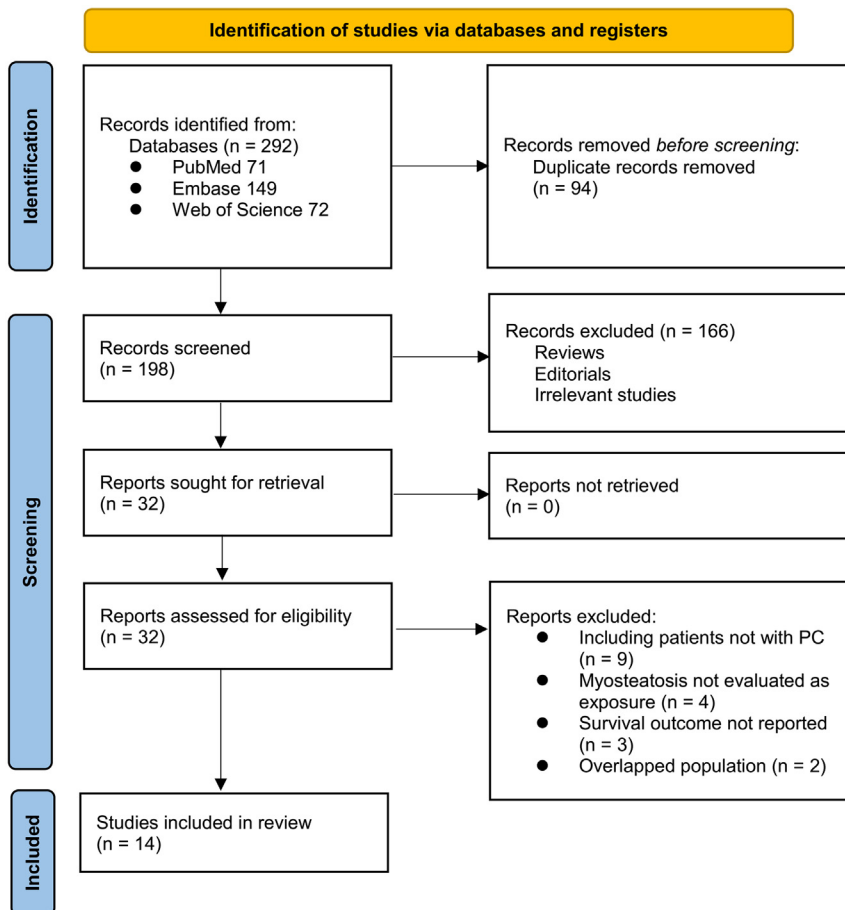 Identification of studies via databases and registers
Identification
Records identified from:
Databases (n = 292)
● PubMed 71
● Embase 149
● Web of Science 72
Records removed before screening:
Duplicate records removed
(n = 94)
Screening
Records screened
(n = 198)
Records excluded (n = 166)
Reviews
Editorials
Irrelevant studies
Reports sought for retrieval
(n = 32)
Reports not retrieved
(n = 0)
Reports assessed for eligibility
(n = 32)
Reports excluded:
● Including patients not with PC
(n = 9)
● Myosteatosis not evaluated as
exposure (n = 4)
● Survival outcome not reported
(n = 3)
● Overlapped population (n = 2)
Included
Studies included in review
(n = 14)